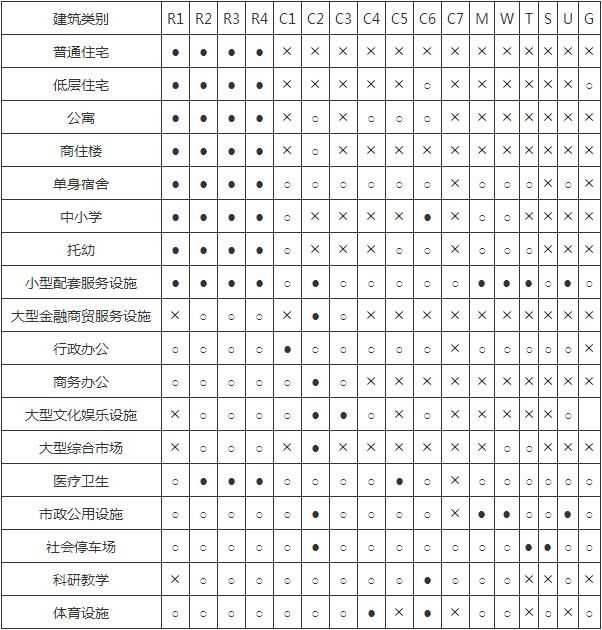 建筑类别 R1 R2 R3 R4 C1 C2 C3 C4 C5 C6 C7 M W T S U G
普通住宅 ● ● ● ● × × × × × × × × × × × × ×
低层住宅 ● ● ● ● × × × × × ○ × × × × × × ○
公寓 ● ● ● ● × ○ × ○ ○ ○ × × × × × × ×
商住楼 ● ● ● ● × ○ × × × × × × × × × × ×
单身宿舍 ● ● ● ● ○ ○ ○ ○ ○ ○ × ○ ○ ○ × ○ ×
中小学 ● ● ● ● ○ × × × × ● × ○ ○ × × × ×
托幼 ● ● ● ● ○ × × × ○ ○ × ○ ○ ○ × × ×
小型配套服务设施 ● ● ● ● ○ ● ○ ○ ○ ○ ○ ● ● ● ○ ● ○
大型金融商贸服务设施 × ○ ○ ○ × ● ○ × × × × × × × × × ×
行政办公 ○ ○ ○ ○ ● ○ ○ ○ ○ ○ × ○ ○ ○ ○ ○ ×
商务办公 ○ ○ ○ ○ ○ ● ○ × × × × × × × × × ×
大型文化娱乐设施 × ○ ○ ○ ○ ● ● ○ × ○ × × × × × ○
大型综合市场 × ○ ○ ○ × ● × × × × × × ○ ○ × × ×
医疗卫生 ○ ● ● ● ○ ○ ○ ○ ● ○ × ○ ○ ○ ○ ○ ○
市政公用设施 ○ ○ ○ ○ ○ ● ○ ○ ○ ○ × ● ● ○ ○ ● ○
社会停车场 ○ ○ ○ ○ ○ ● ○ ○ ○ ○ ○ ○ ○ ● ● ○ ○
科研教学 × ○ ○ ○ ○ ○ ○ ○ ○ ● ○ ○ ○ × × ○ ×
体育设施 ○ ○ ○ ○ ○ ○ ○ ● × ● × ○ ○ × ○ × ○